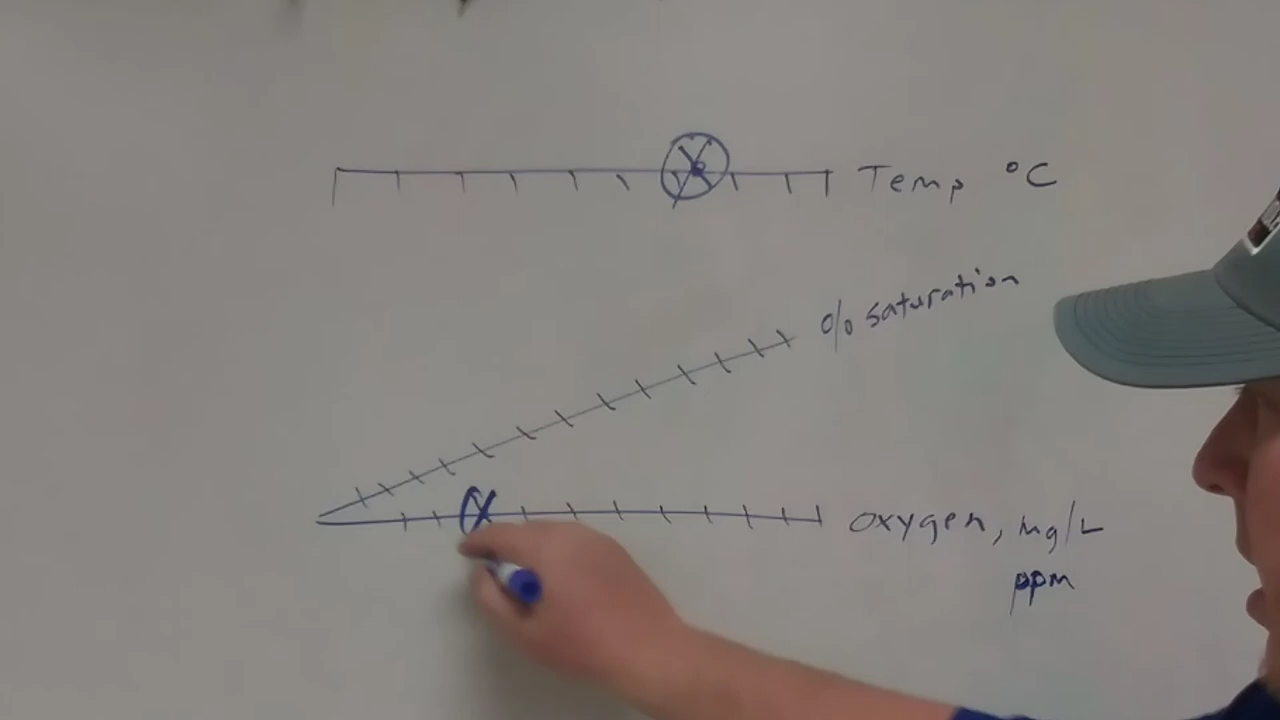 Temp °C
% saturation
oxygen, mg/L
ppm